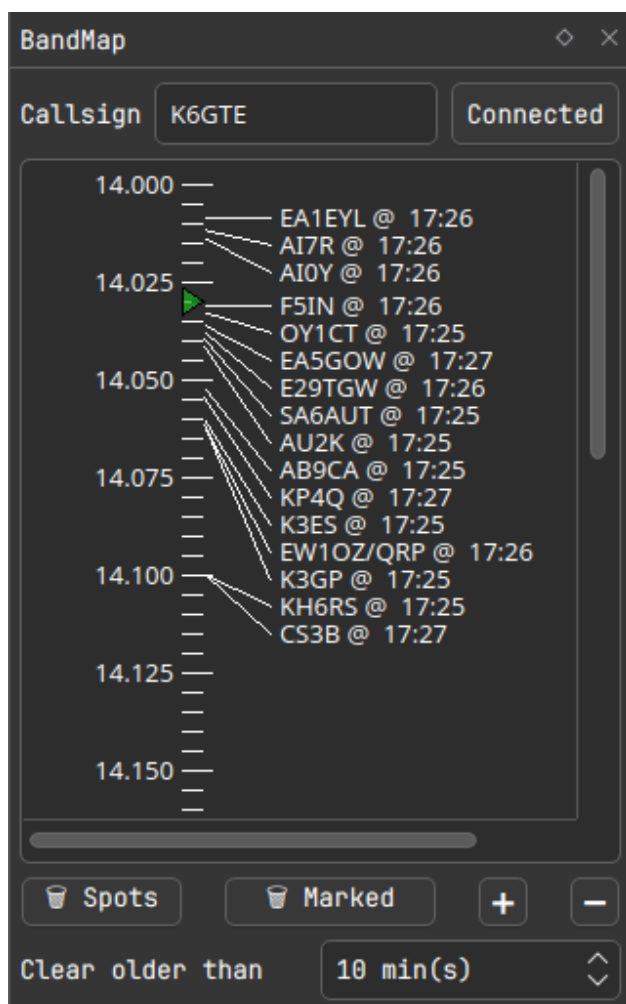 BandMap
Callsign K6GTE Connected
14.000
EA1EYL @ 17:26
AI7R @ 17:26
AI0Y @ 17:26
14.025
F5IN @ 17:26
OY1CT @ 17:25
EA5GOW @ 17:27
14.050
E29TGW @ 17:26
SA6AUT @ 17:25
AU2K @ 17:25
AB9CA @ 17:25
14.075
KP4Q @ 17:27
K3ES @ 17:25
EW1OZ/QRP @ 17:26
14.100
K3GP @ 17:25
KH6RS @ 17:25
CS3B @ 17:27
14.125
14.150
Spots Marked + −
Clear older than 10 min(s)